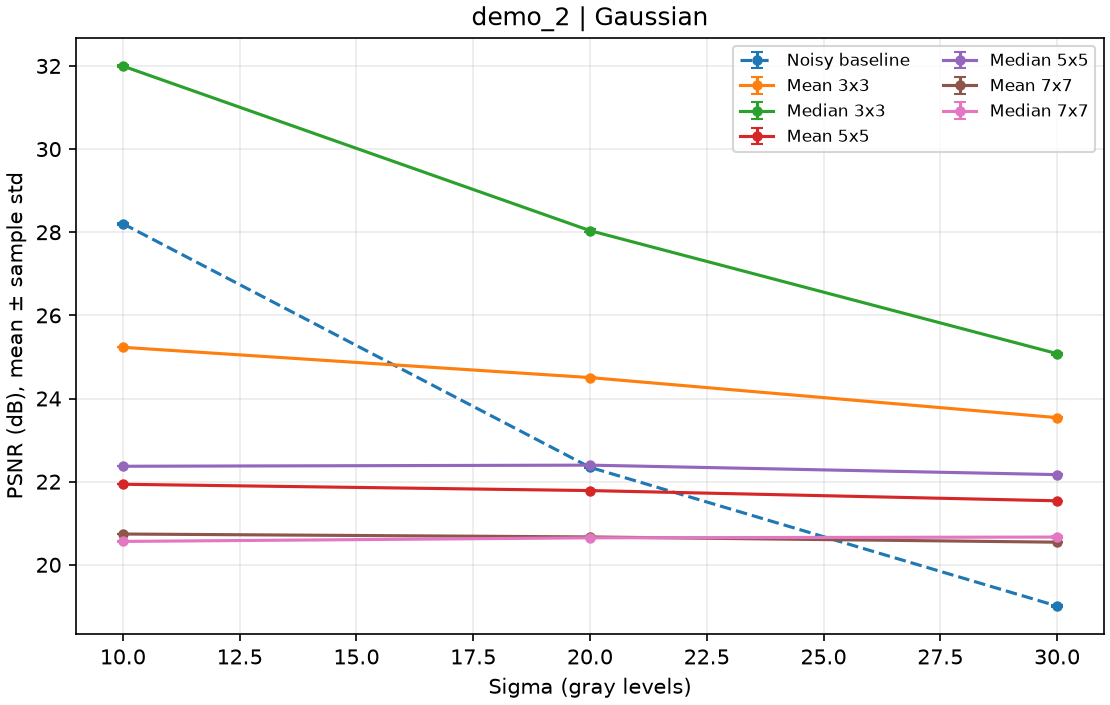 demo_2 | Gaussian
PSNR (dB), mean ± sample std
32
30
28
26
24
22
20
Noisy baseline
Mean 3x3
Median 3x3
Mean 5x5
Median 5x5
Mean 7x7
Median 7x7
10.0 12.5 15.0 17.5 20.0 22.5 25.0 27.5 30.0
Sigma (gray levels)